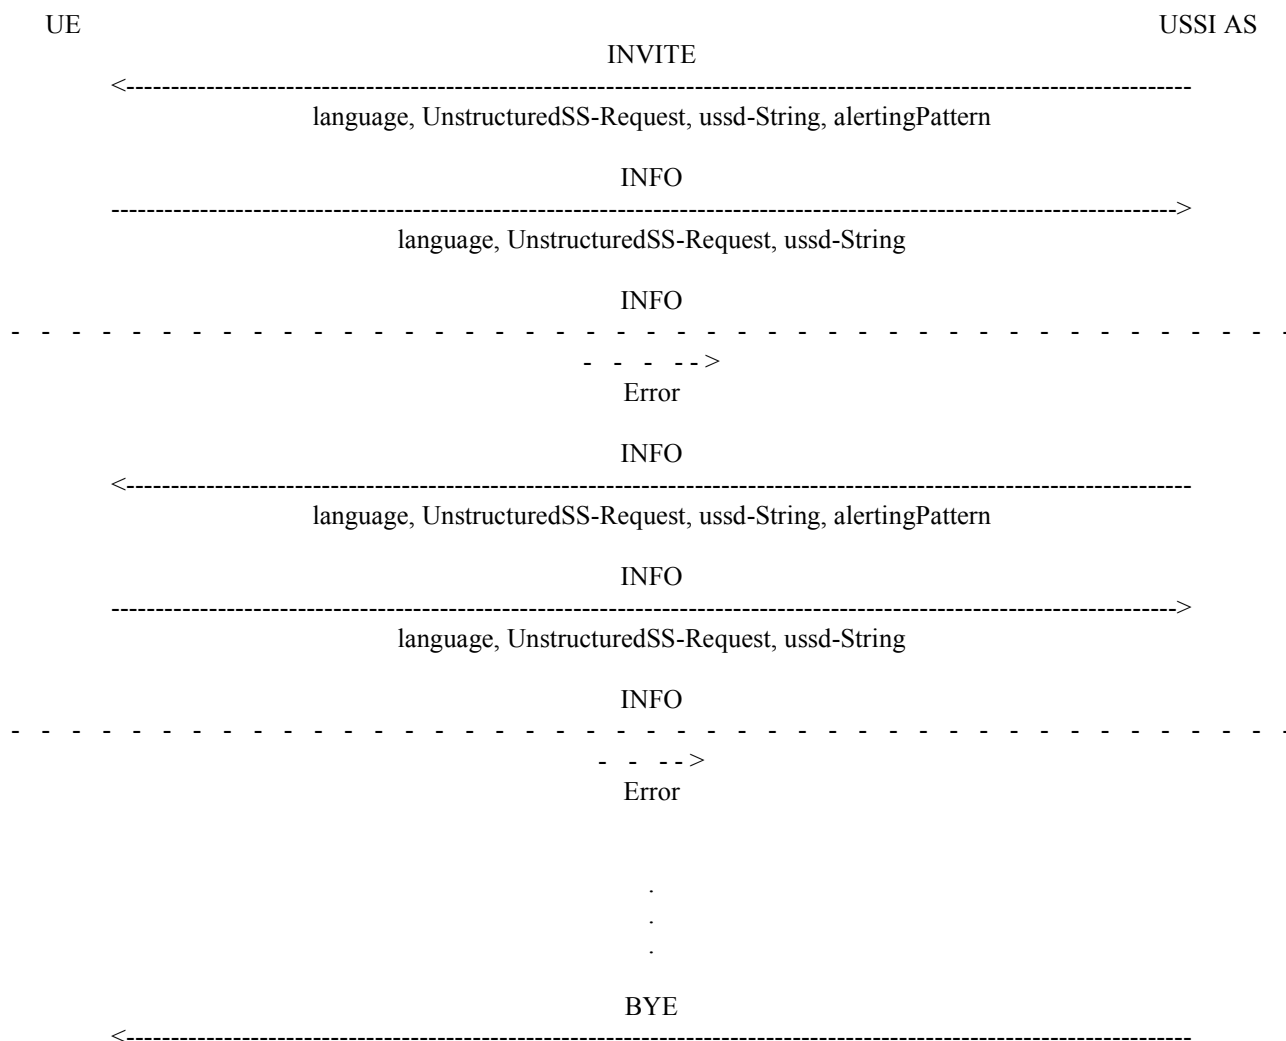 UE USSI AS
INVITE
<------------------------------------------------------------------------------------------------------------------------
language, UnstructuredSS-Request, ussd-String, alertingPattern
INFO
------------------------------------------------------------------------------------------------------------------------>
language, UnstructuredSS-Request, ussd-String
INFO
- - - - - - - - - - - - - - - - - - - - - - - - - - - - - - - - - - - - - - - - - - -
- - - - - >
Error
INFO
<------------------------------------------------------------------------------------------------------------------------
language, UnstructuredSS-Request, ussd-String, alertingPattern
INFO
------------------------------------------------------------------------------------------------------------------------>
language, UnstructuredSS-Request, ussd-String
INFO
- - - - - - - - - - - - - - - - - - - - - - - - - - - - - - - - - - - - - - - - - - -
- - - - >
Error
.
.
.
BYE
<------------------------------------------------------------------------------------------------------------------------